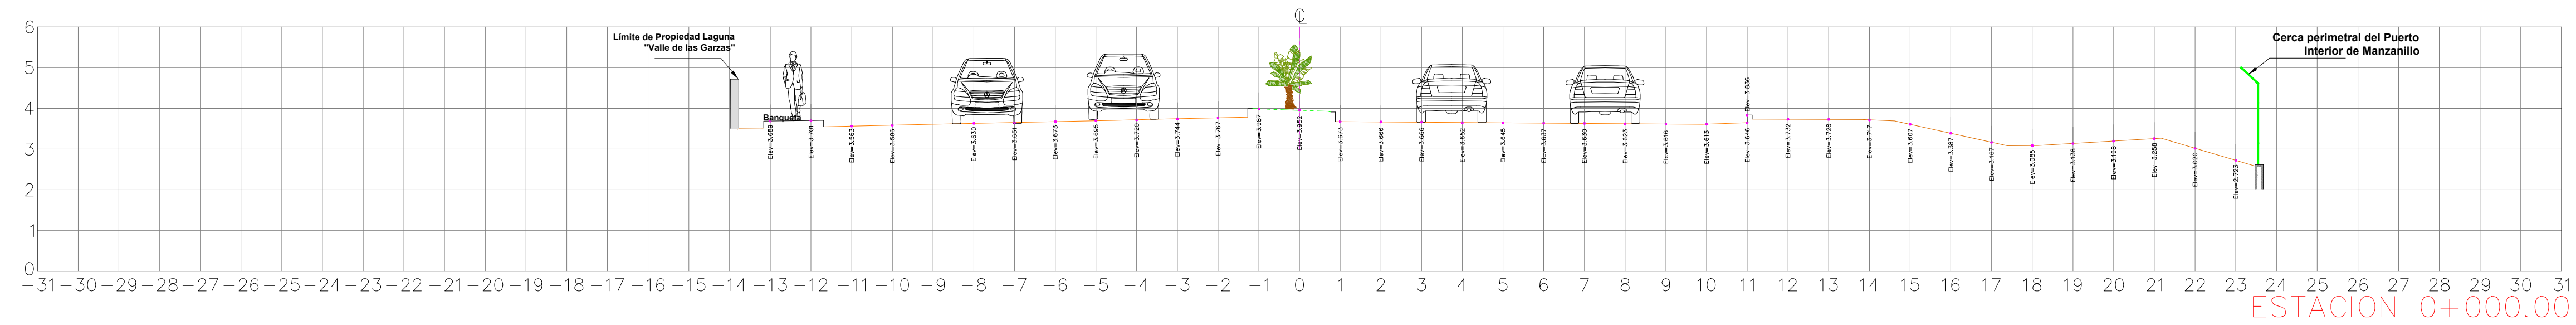 ℄
6
Límite de Propiedad Laguna
"Valle de las Garzas"
Cerca perimetral del Puerto
Interior de Manzanillo
5
4
Banqueta
3
2
1
0
Elev=3.689
Elev=3.701
Elev=3.563
Elev=3.586
Elev=3.630
Elev=3.651
Elev=3.673
Elev=3.695
Elev=3.720
Elev=3.744
Elev=3.767
Elev=3.987
Elev=3.952
Elev=3.673
Elev=3.666
Elev=3.666
Elev=3.652
Elev=3.645
Elev=3.637
Elev=3.630
Elev=3.623
Elev=3.616
Elev=3.613
Elev=3.836
Elev=3.646
Elev=3.732
Elev=3.728
Elev=3.717
Elev=3.607
Elev=3.387
Elev=3.167
Elev=3.085
Elev=3.138
Elev=3.198
Elev=3.258
Elev=3.020
Elev=2.723
-31 -30 -29 -28 -27 -26 -25 -24 -23 -22 -21 -20 -19 -18 -17 -16 -15 -14 -13 -12 -11 -10 -9 -8 -7 -6 -5 -4 -3 -2 -1 0 1 2 3 4 5 6 7 8 9 10 11 12 13 14 15 16 17 18 19 20 21 22 23 24 25 26 27 28 29 30 31
ESTACION 0+000.00